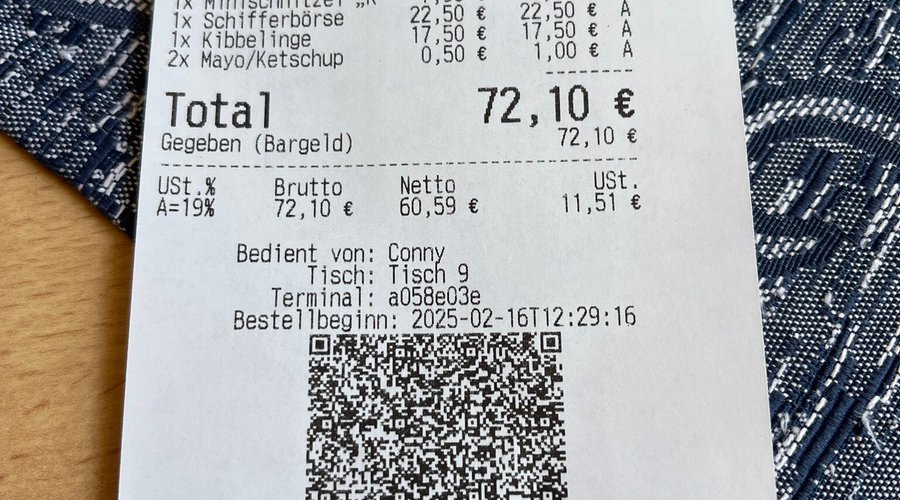 1x Minischnitzel „R
1x Schifferbörse 22,50 € 22,50 € A
1x Kibbelinge 17,50 € 17,50 € A
2x Mayo/Ketschup 0,50 € 1,00 € A
Total 72,10 €
Gegeben (Bargeld) 72,10 €
USt.% Brutto Netto USt.
A=19% 72,10 € 60,59 € 11,51 €
Bedient von: Conny
Tisch: Tisch 9
Terminal: a058e03e
Bestellbeginn: 2025-02-16T12:29:16